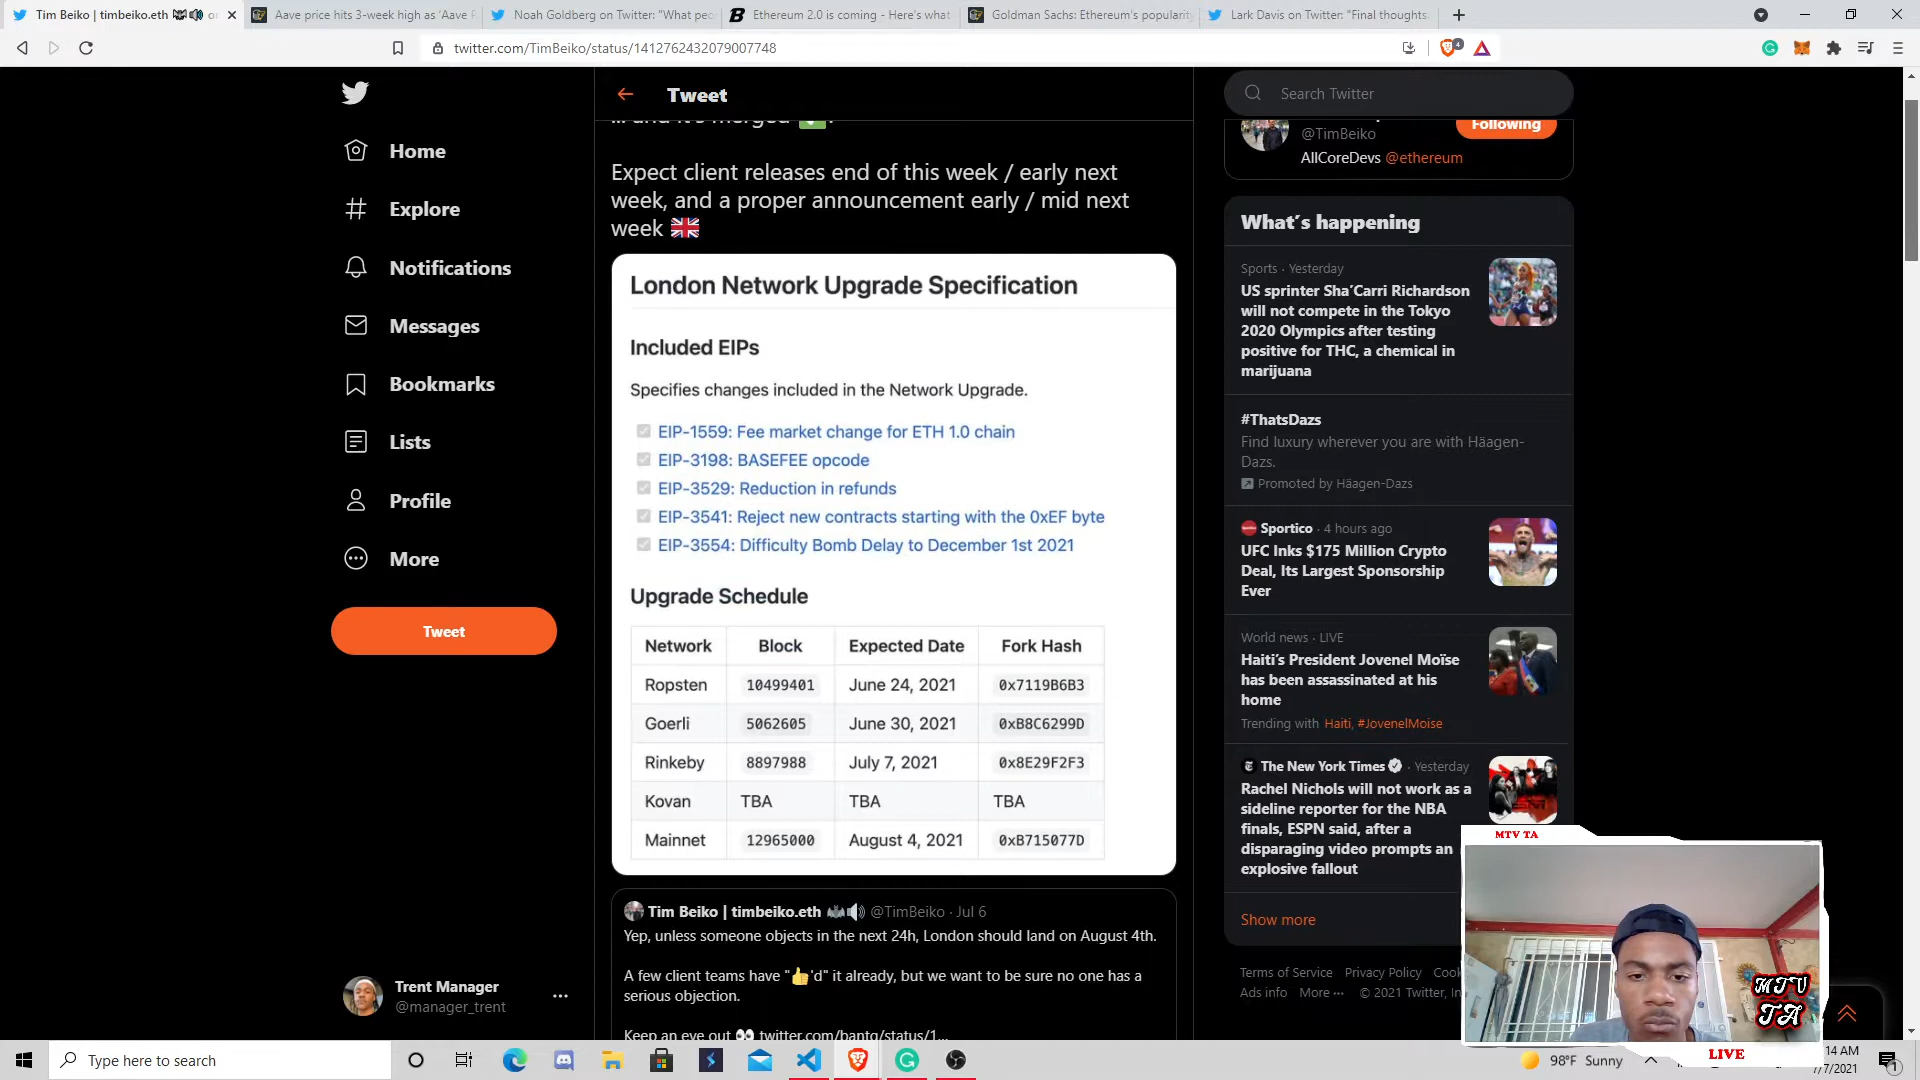 Tim Beiko | timbeiko.eth
Aave price hits 3-week high as 'Aave P
Noah Goldberg on Twitter: "What peo
Ethereum 2.0 is coming - Here's what
Goldman Sachs: Ethereum's popularity
Lark Davis on Twitter: "Final thoughts
twitter.com/TimBeiko/status/1412762432079007748
4
Home
Explore
Notifications
Messages
Bookmarks
Lists
Profile
More
Tweet
Trent Manager
@manager_trent
Tweet
... and it's merged ✅!
Expect client releases end of this week / early next
week, and a proper announcement early / mid next
week 🇬🇧
London Network Upgrade Specification
Included EIPs
Specifies changes included in the Network Upgrade.
EIP-1559: Fee market change for ETH 1.0 chain
EIP-3198: BASEFEE opcode
EIP-3529: Reduction in refunds
EIP-3541: Reject new contracts starting with the 0xEF byte
EIP-3554: Difficulty Bomb Delay to December 1st 2021
Upgrade Schedule
Network Block Expected Date Fork Hash
Ropsten 10499401 June 24, 2021 0x7119B6B3
Goerli 5062605 June 30, 2021 0xB8C6299D
Rinkeby 8897988 July 7, 2021 0x8E29F2F3
Kovan TBA TBA TBA
Mainnet 12965000 August 4, 2021 0xB715077D
Tim Beiko | timbeiko.eth 🦇🔊 @TimBeiko · Jul 6
Yep, unless someone objects in the next 24h, London should land on August 4th.
A few client teams have "👍'd" it already, but we want to be sure no one has a
serious objection.
Keep an eye out 👀 twitter.com/bantg/status/1...
Search Twitter
@TimBeiko
Following
AllCoreDevs @ethereum
What's happening
Sports · Yesterday
US sprinter Sha'Carri Richardson
will not compete in the Tokyo
2020 Olympics after testing
positive for THC, a chemical in
marijuana
#ThatsDazs
Find luxury wherever you are with Häagen-
Dazs.
Promoted by Häagen-Dazs
Sportico · 4 hours ago
UFC Inks $175 Million Crypto
Deal, Its Largest Sponsorship
Ever
World news · LIVE
Haiti's President Jovenel Moïse
has been assassinated at his
home
Trending with Haiti, #JovenelMoise
The New York Times · Yesterday
Rachel Nichols will not work as a
sideline reporter for the NBA
finals, ESPN said, after a
disparaging video prompts an
explosive fallout
Show more
Terms of Service Privacy Policy Cook
Ads info More ··· © 2021 Twitter, In
MTV TA
MTV
TA
LIVE
Type here to search
98°F Sunny
14 AM
7/7/2021
1